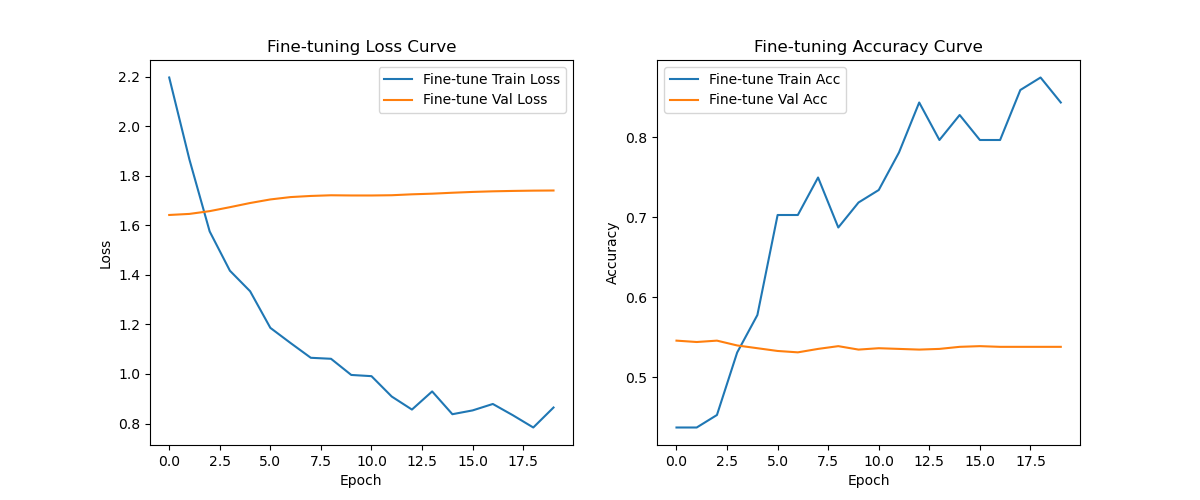 Fine-tuning Loss Curve
Fine-tune Train Loss
Fine-tune Val Loss
2.2
2.0
1.8
1.6
1.4
1.2
1.0
0.8
Loss
0.0 2.5 5.0 7.5 10.0 12.5 15.0 17.5
Epoch
Fine-tuning Accuracy Curve
Fine-tune Train Acc
Fine-tune Val Acc
0.8
0.7
0.6
0.5
Accuracy
0.0 2.5 5.0 7.5 10.0 12.5 15.0 17.5
Epoch